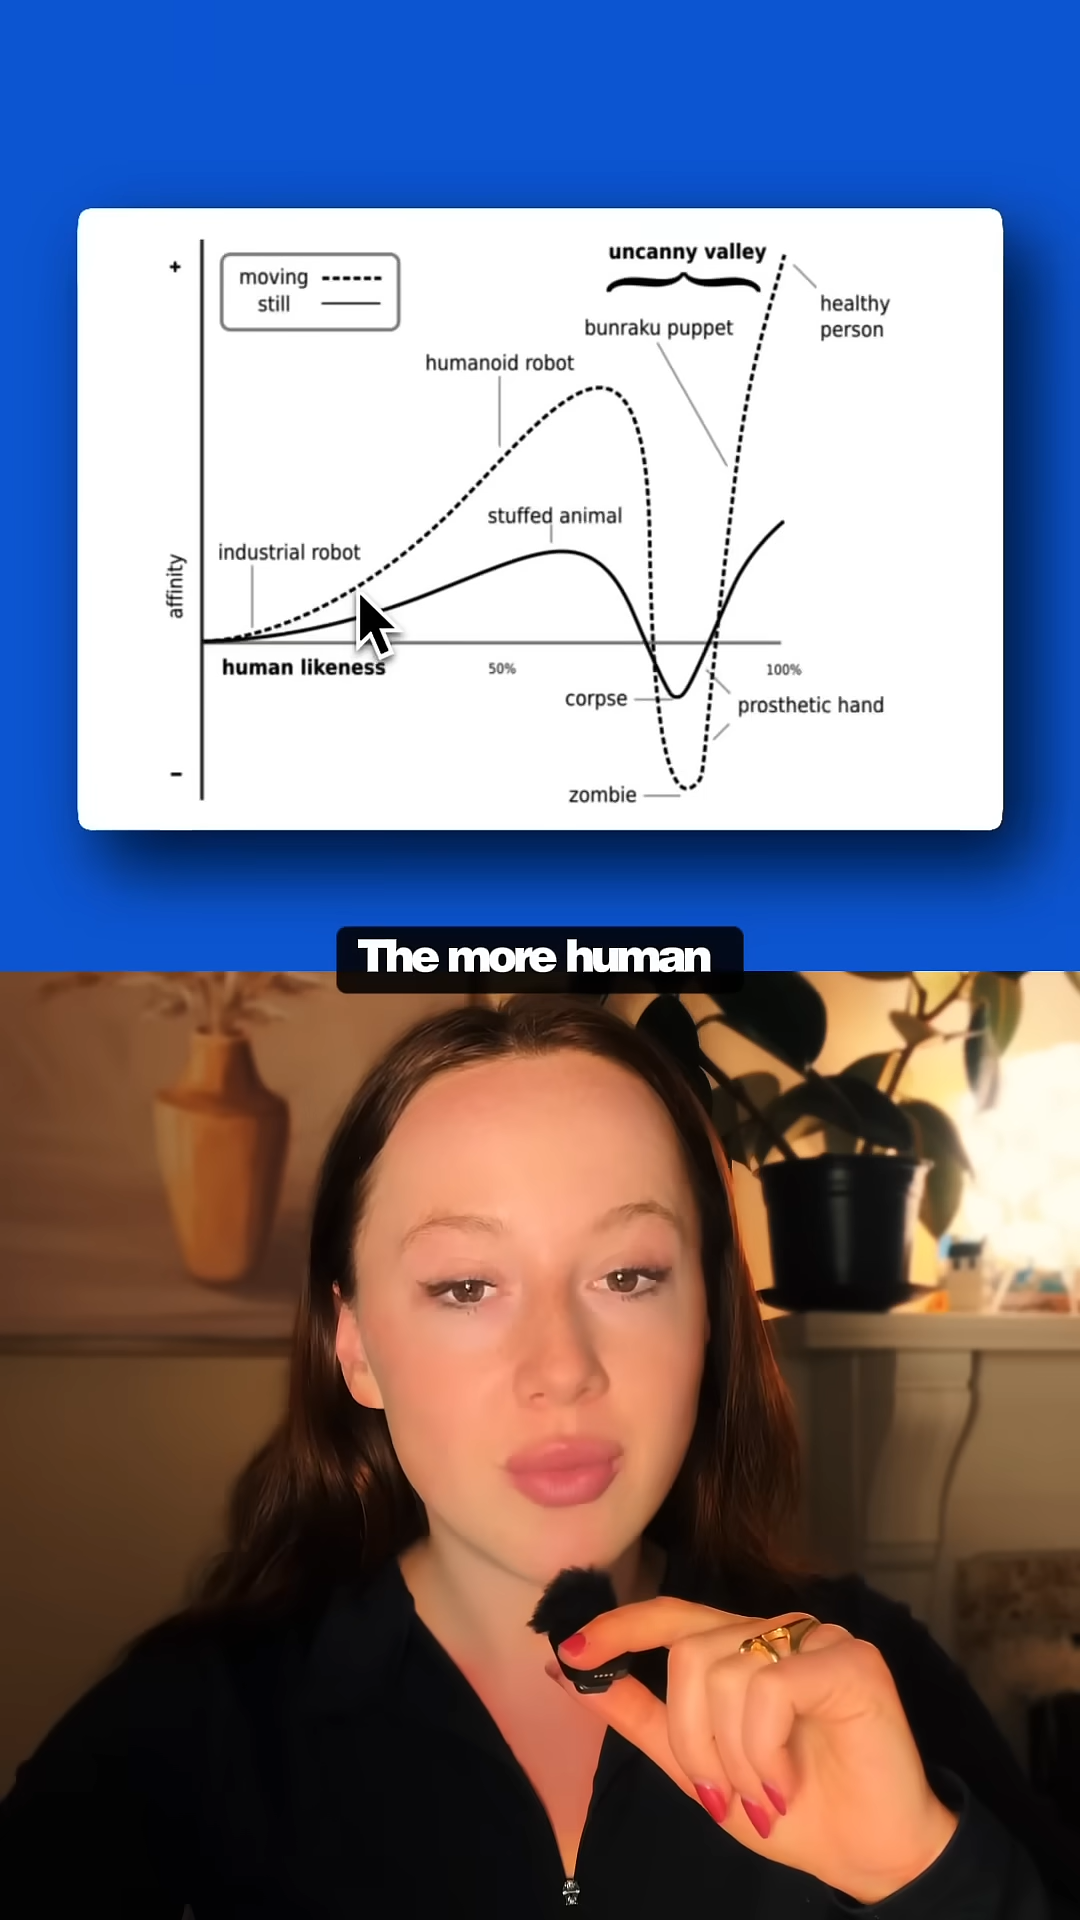 +
moving
still
uncanny valley
healthy
person
bunraku puppet
humanoid robot
stuffed animal
industrial robot
affinity
human likeness
50%
100%
corpse
prosthetic hand
–
zombie
The more human